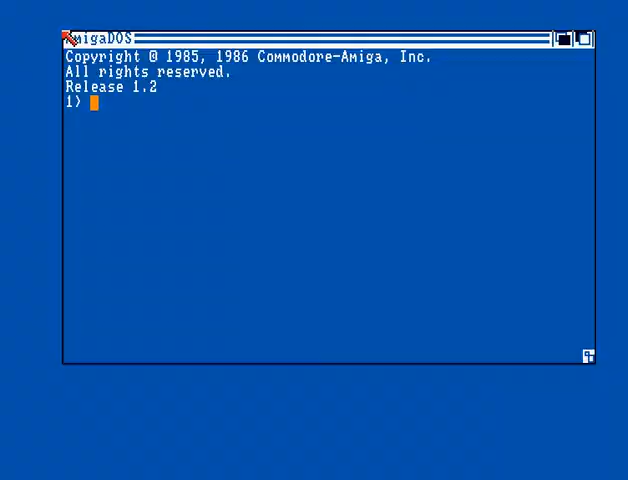 AmigaDOS
Copyright © 1985, 1986 Commodore-Amiga, Inc.
All rights reserved.
Release 1.2
1>